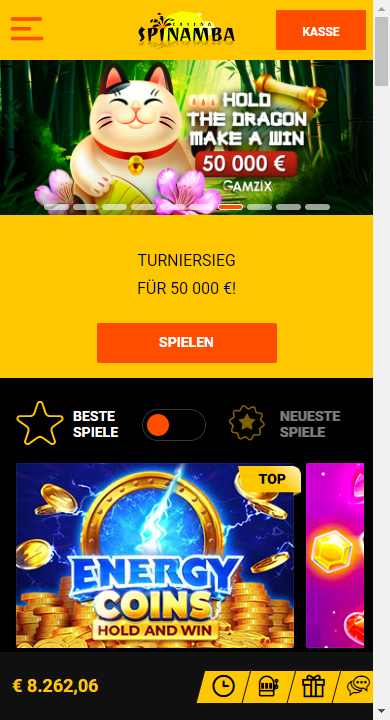 CASINO
SPINAMBA
KASSE
HOLD
THE DRAGON
MAKE A WIN
50 000 €
GAMZIX
TURNIERSIEG
FÜR 50 000 €!
SPIELEN
BESTE
SPIELE
NEUESTE
SPIELE
TOP
ENERGY
COINS
HOLD AND WIN
€ 8.262,06